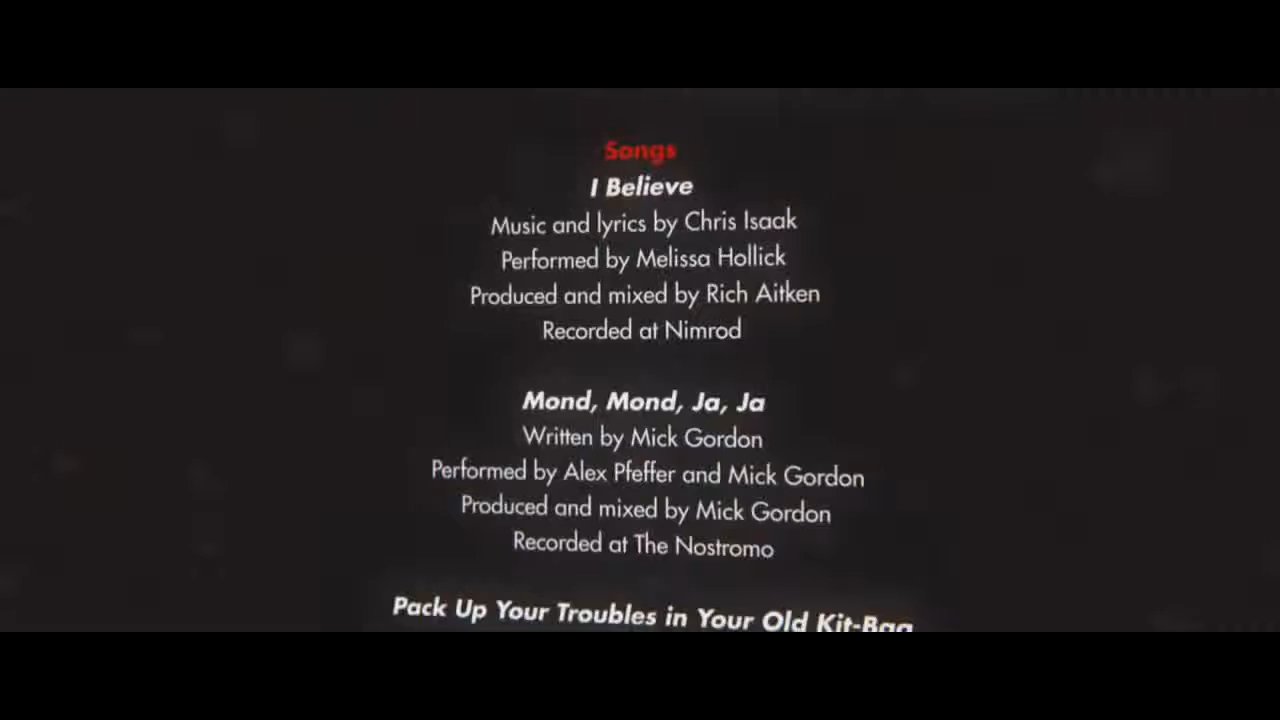 Songs
I Believe
Music and lyrics by Chris Isaak
Performed by Melissa Hollick
Produced and mixed by Rich Aitken
Recorded at Nimrod
Mond, Mond, Ja, Ja
Written by Mick Gordon
Performed by Alex Pfeffer and Mick Gordon
Produced and mixed by Mick Gordon
Recorded at The Nostromo
Pack Up Your Troubles in Your Old Kit-Bag